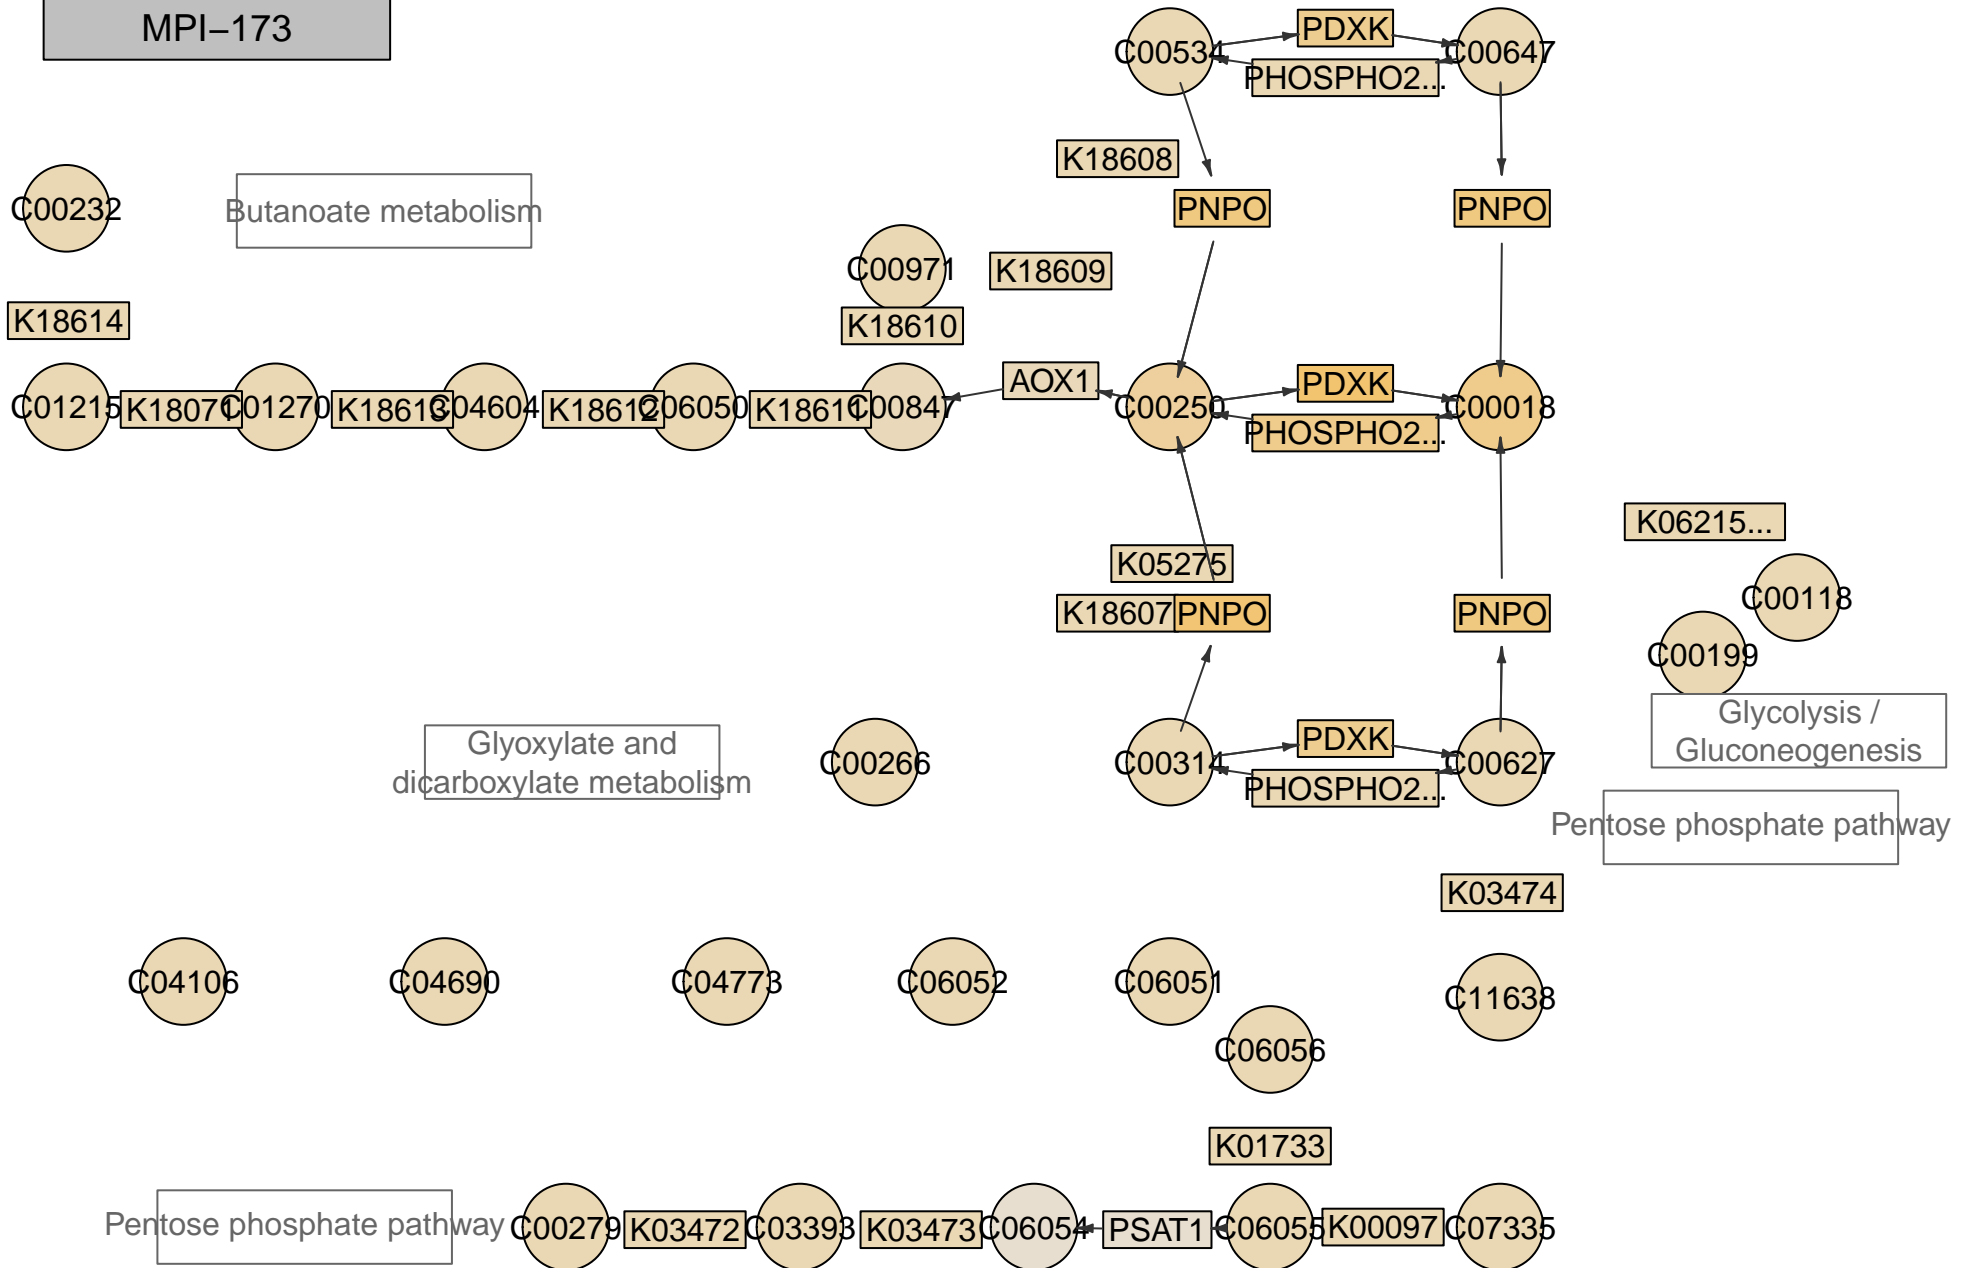 MPI−173
C00534
PDXK
C00647
PHOSPHO2...
K18608
C00232
Butanoate metabolism
PNPO
PNPO
C00971
K18609
K18614
K18610
AOX1
PDXK
C01215
K18071
C01270
K18613
C04604
K18612
C06050
K18611
C00847
C00250
C00018
PHOSPHO2...
K06215...
K05275
C00118
K18607
PNPO
PNPO
C00199
Glycolysis /
Gluconeogenesis
Glyoxylate and
dicarboxylate metabolism
C00266
C00314
PDXK
C00627
PHOSPHO2...
Pentose phosphate pathway
K03474
C04106
C04690
C04773
C06052
C06051
C11638
C06056
K01733
Pentose phosphate pathway
C00279
K03472
C03393
K03473
C06054
PSAT1
C06055
K00097
C07335